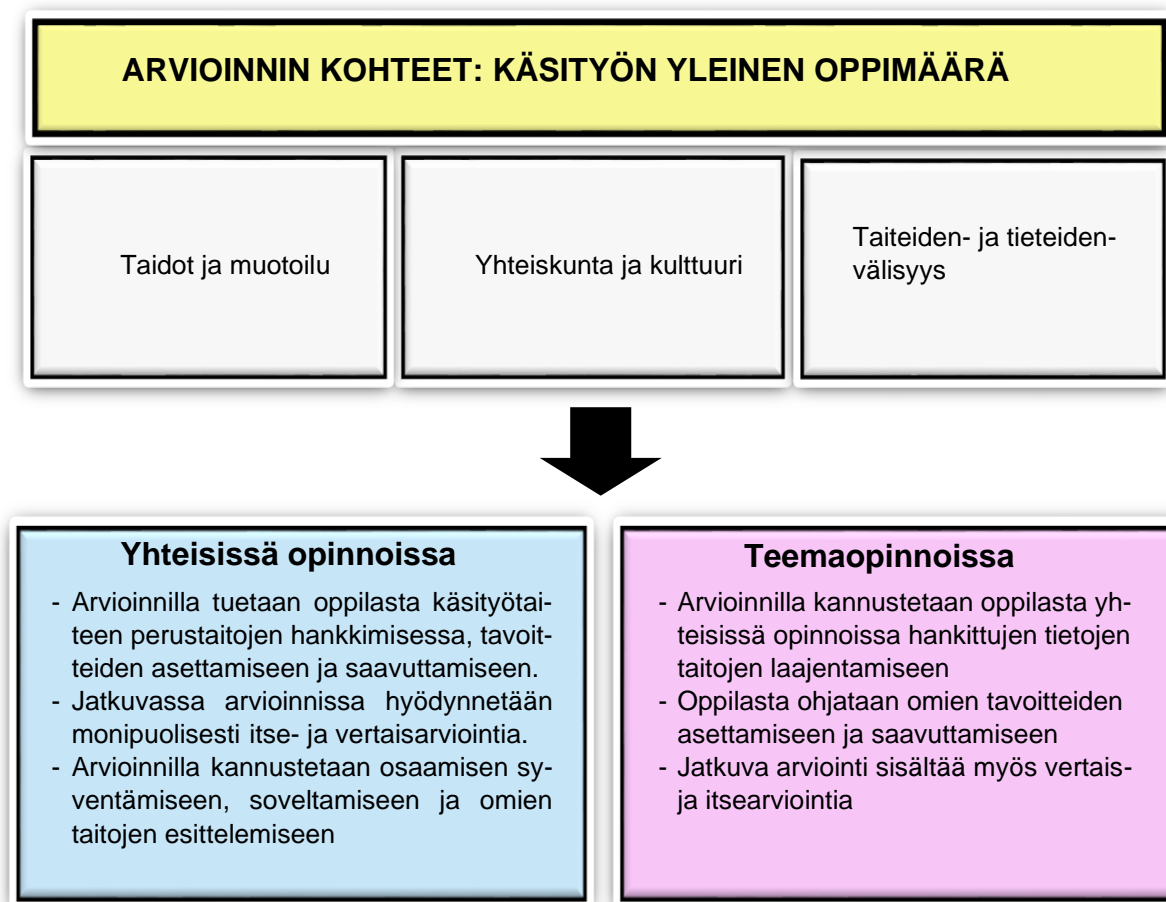 ARVIOINNIN KOHTEET: KÄSITYÖN YLEINEN OPPIMÄÄRÄ
Taidot ja muotoilu
Yhteiskunta ja kulttuuri
Taiteiden- ja tieteiden-
välisyys
Yhteisissä opinnoissa
- Arvioinnilla tuetaan oppilasta käsityötai-
teen perustaitojen hankkimisessa, tavoit-
teiden asettamiseen ja saavuttamiseen.
- Jatkuvassa arvioinnissa hyödynnetään
monipuolisesti itse- ja vertaisarviointia.
- Arvioinnilla kannustetaan osaamisen sy-
ventämiseen, soveltamiseen ja omien
taitojen esittelemiseen
Teemaopinnoissa
- Arvioinnilla kannustetaan oppilasta yh-
teisissä opinnoissa hankittujen tietojen
taitojen laajentamiseen
- Oppilasta ohjataan omien tavoitteiden
asettamiseen ja saavuttamiseen
- Jatkuva arviointi sisältää myös vertais-
ja itsearviointia